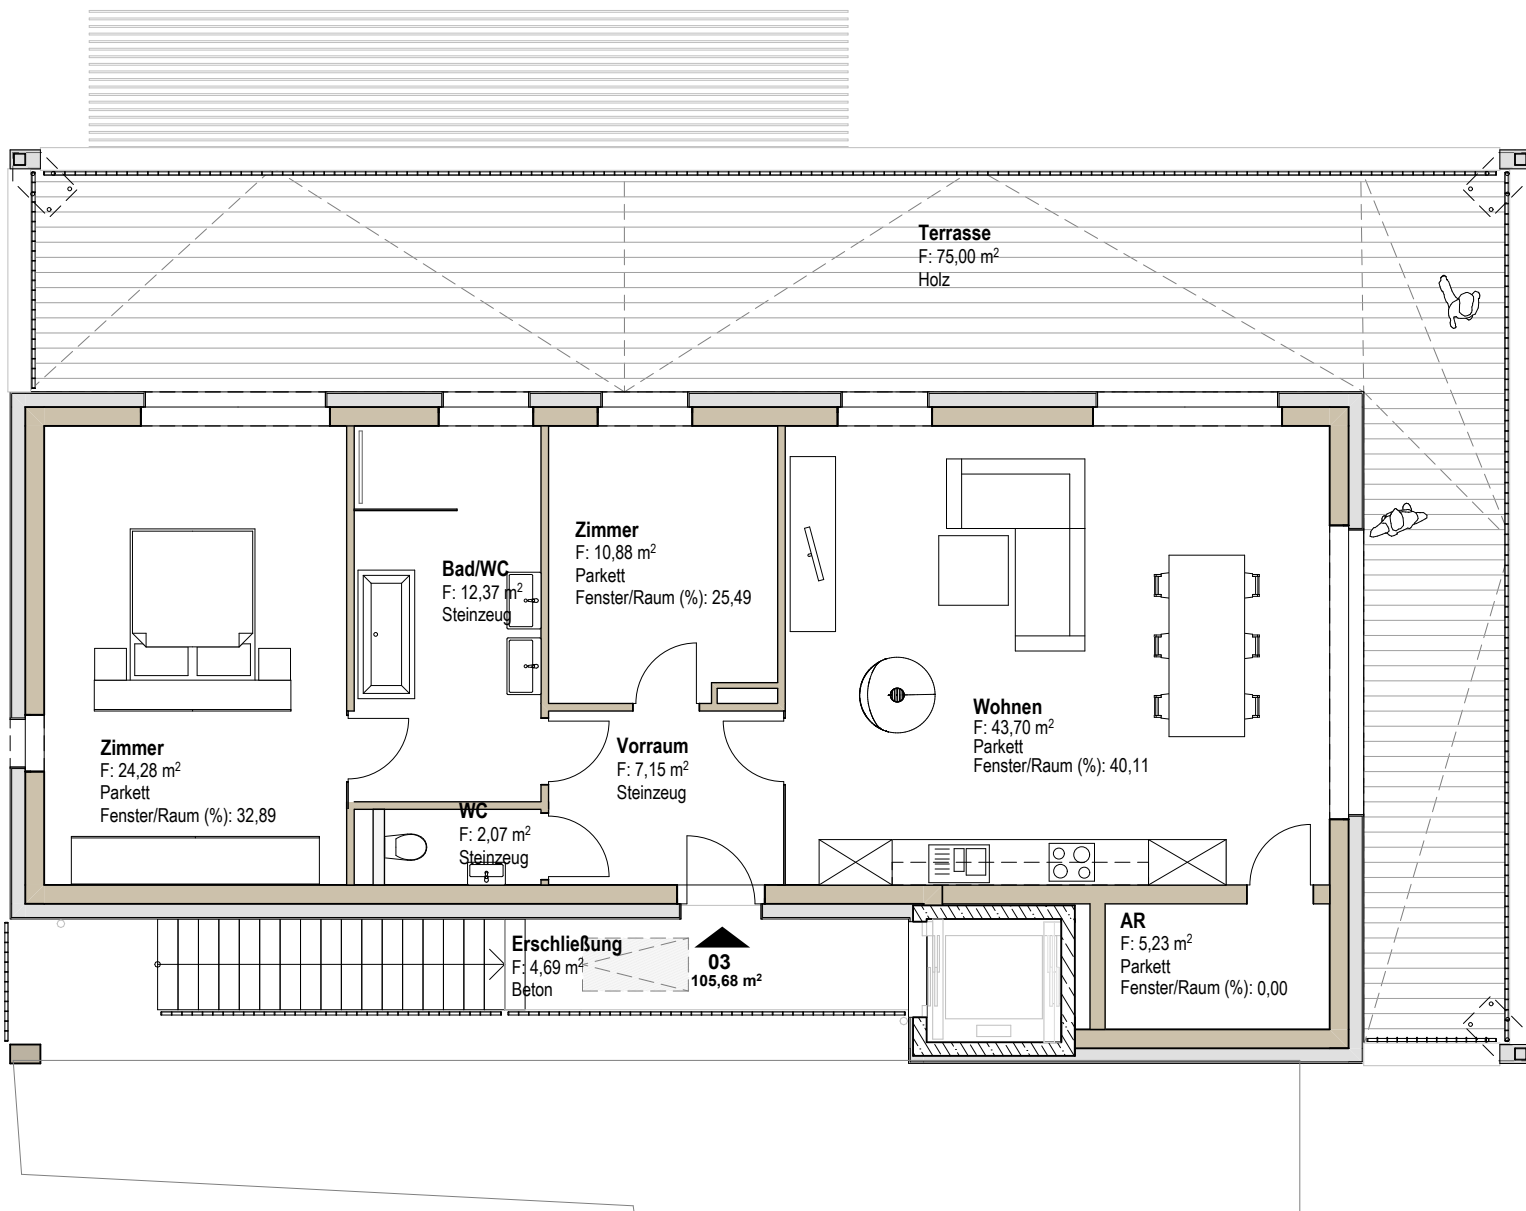 Terrasse
F: 75,00 m²
Holz
Zimmer
F: 10,88 m²
Parkett
Fenster/Raum (%): 25,49
Bad/WC
F: 12,37 m²
Steinzeug
Wohnen
F: 43,70 m²
Parkett
Fenster/Raum (%): 40,11
Zimmer
F: 24,28 m²
Parkett
Fenster/Raum (%): 32,89
Vorraum
F: 7,15 m²
Steinzeug
WC
F: 2,07 m²
Steinzeug
Erschließung
F: 4,69 m²
Beton
03
105,68 m²
AR
F: 5,23 m²
Parkett
Fenster/Raum (%): 0,00